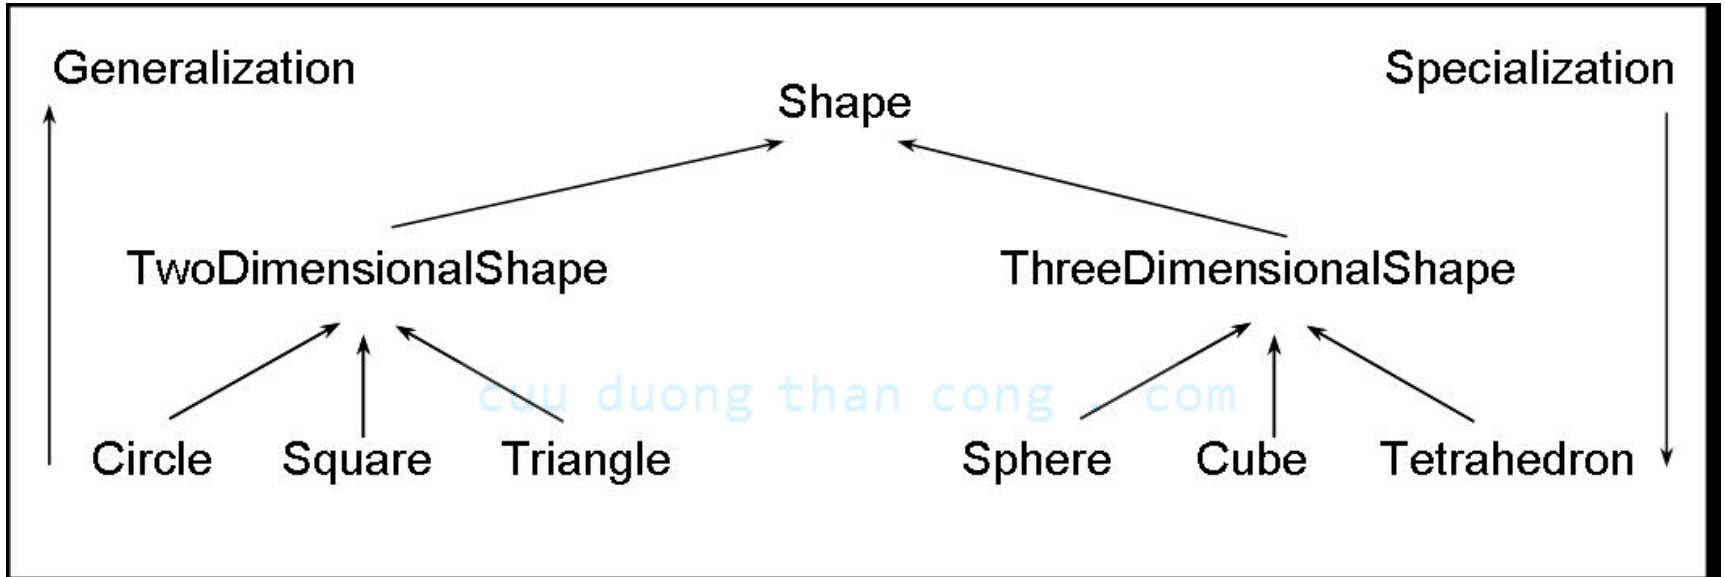 Generalization
Specialization
Shape
TwoDimensionalShape
ThreeDimensionalShape
cuu duong than cong . com
Circle
Square
Triangle
Sphere
Cube
Tetrahedron